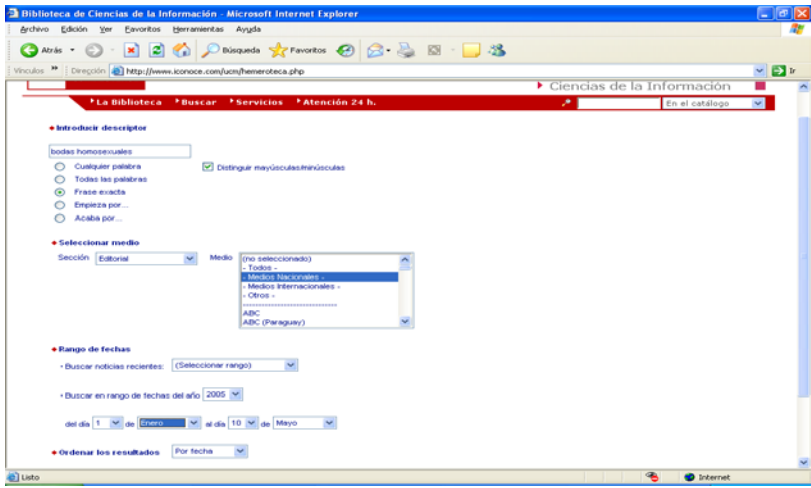 Biblioteca de Ciencias de la Información - Microsoft Internet Explorer
Archivo Edición Ver Favoritos Herramientas Ayuda
Atrás Búsqueda Favoritos
Vínculos » Dirección http://www.iconoce.com/ucm/hemeroteca.php Ir
Ciencias de la Información
La Biblioteca Buscar Servicios Atención 24 h. En el catálogo
Introducir descriptor
bodas homosexuales
Cualquier palabra Distinguir mayúsculas/minúsculas
Todas las palabras
Frase exacta
Empieza por...
Acaba por...
Seleccionar medio
Sección Editorial Medio (no seleccionado)
- Todos -
- Medios Nacionales -
- Medios Internacionales -
- Otros -
------------------------------
ABC
ABC (Paraguay)
Rango de fechas
Buscar noticias recientes: (Seleccionar rango)
Buscar en rango de fechas del año 2005
del día 1 de Enero al día 10 de Mayo
Ordenar los resultados Por fecha
Listo Internet